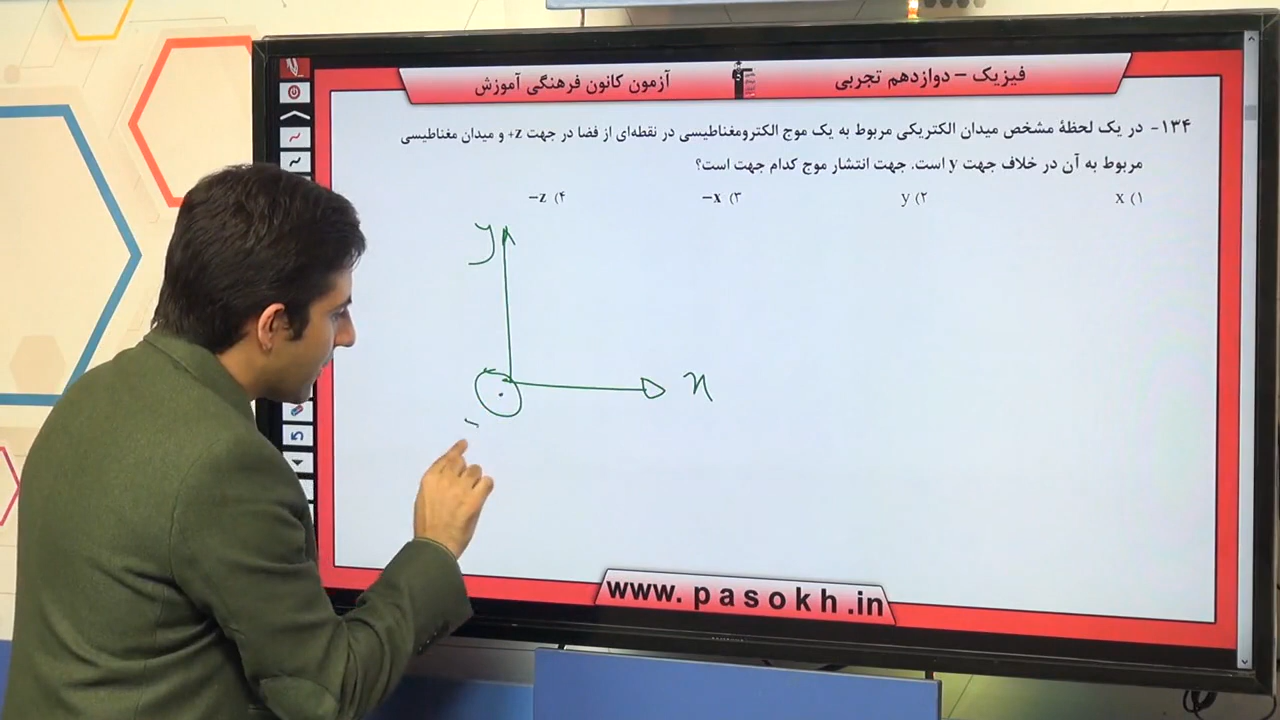 فیزیک – دوازدهم تجربی
آزمون کانون فرهنگی آموزش
۱۳۴- در یک لحظهٔ مشخص میدان الکتریکی مربوط به یک موج الکترومغناطیسی در نقطه‌ای از فضا در جهت +z و میدان مغناطیسی
مربوط به آن در خلاف جهت y است. جهت انتشار موج کدام جهت است؟
۱) x ۲) y ۳) –x ۴) –z
y
x
www. pasokh.in